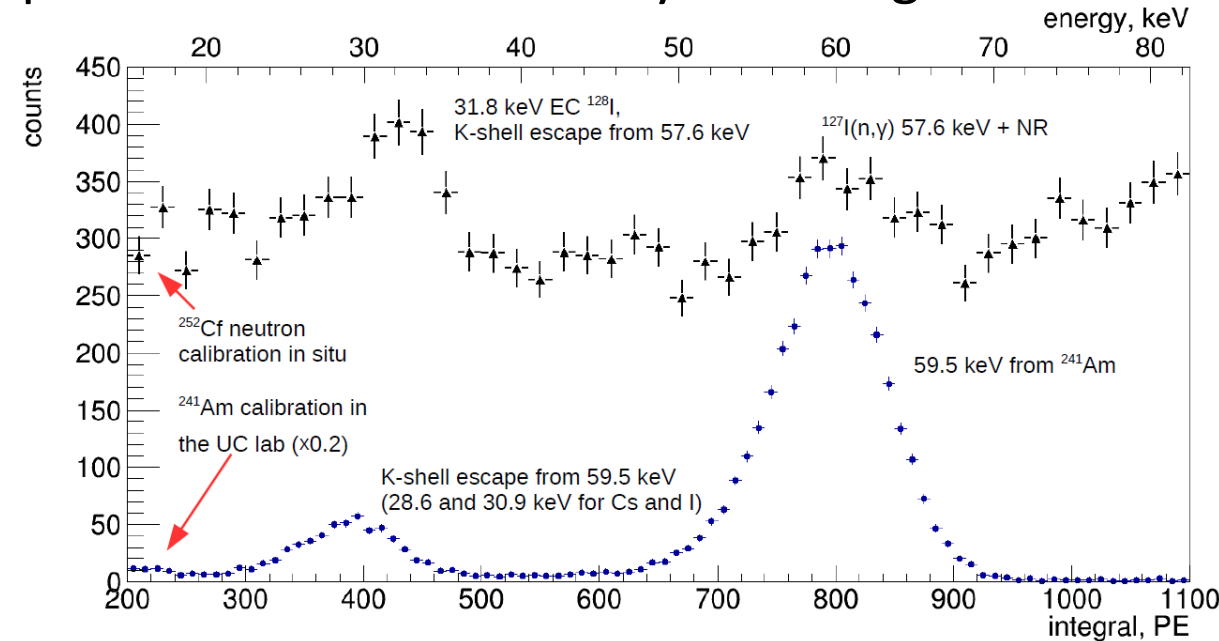 energy, keV
20 30 40 50 60 70 80
counts
450
400
350
300
250
200
150
100
50
0
31.8 keV EC ¹²⁸I,
K-shell escape from 57.6 keV
¹²⁷I(n,γ) 57.6 keV + NR
²⁵²Cf neutron
calibration in situ
59.5 keV from ²⁴¹Am
²⁴¹Am calibration in
the UC lab (x0.2)
K-shell escape from 59.5 keV
(28.6 and 30.9 keV for Cs and I)
200 300 400 500 600 700 800 900 1000 1100
integral, PE